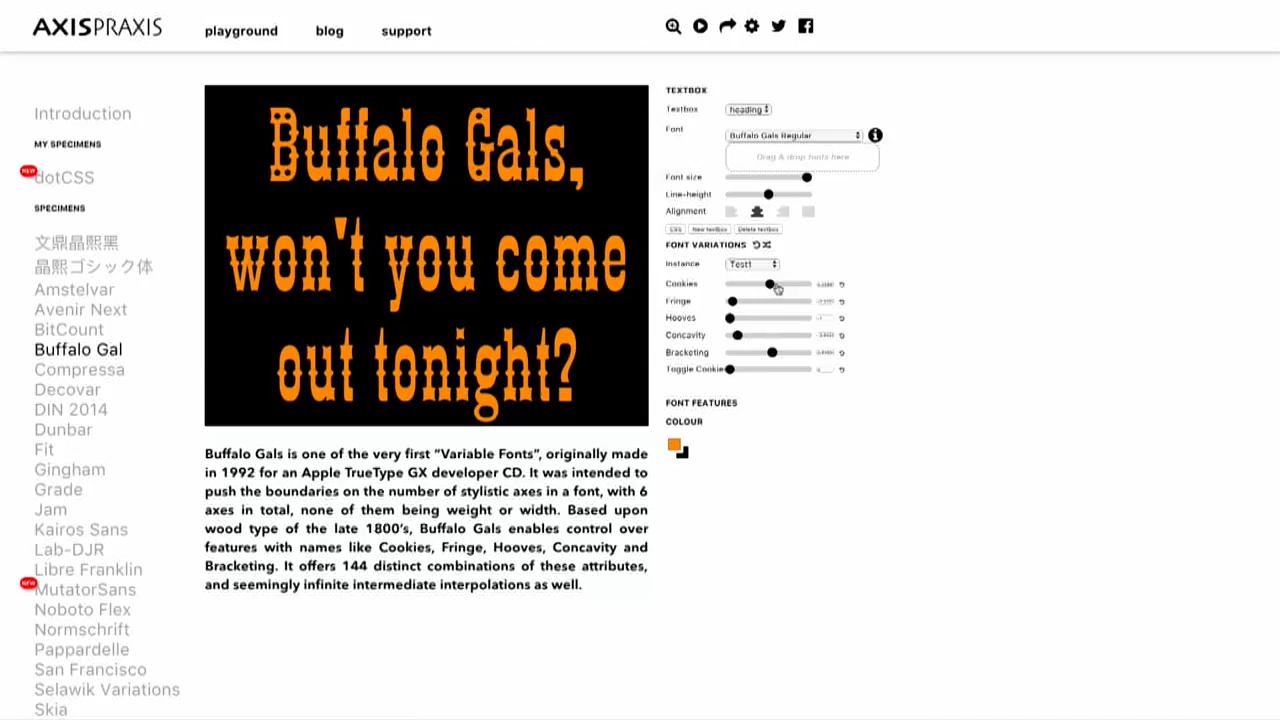 AXISPRAXIS
playground
blog
support
Introduction
MY SPECIMENS
NEW
dotCSS
SPECIMENS
文鼎晶熙黑
晶熙ゴシック体
Amstelvar
Avenir Next
BitCount
Buffalo Gal
Compressa
Decovar
DIN 2014
Dunbar
Fit
Gingham
Grade
Jam
Kairos Sans
Lab-DJR
Libre Franklin
NEW
MutatorSans
Noboto Flex
Normschrift
Pappardelle
San Francisco
Selawik Variations
Skia
Buffalo Gals,
won't you come
out tonight?
Buffalo Gals is one of the very first “Variable Fonts”, originally made
in 1992 for an Apple TrueType GX developer CD. It was intended to
push the boundaries on the number of stylistic axes in a font, with 6
axes in total, none of them being weight or width. Based upon
wood type of the late 1800’s, Buffalo Gals enables control over
features with names like Cookies, Fringe, Hooves, Concavity and
Bracketing. It offers 144 distinct combinations of these attributes,
and seemingly infinite intermediate interpolations as well.
TEXTBOX
Textbox heading
Font Buffalo Gals Regular
Drag & drop fonts here
Font size
Line-height
Alignment
CSS New textbox Delete textbox
FONT VARIATIONS
Instance Test1
Cookies
Fringe
Hooves
Concavity
Bracketing
Toggle Cookie
FONT FEATURES
COLOUR